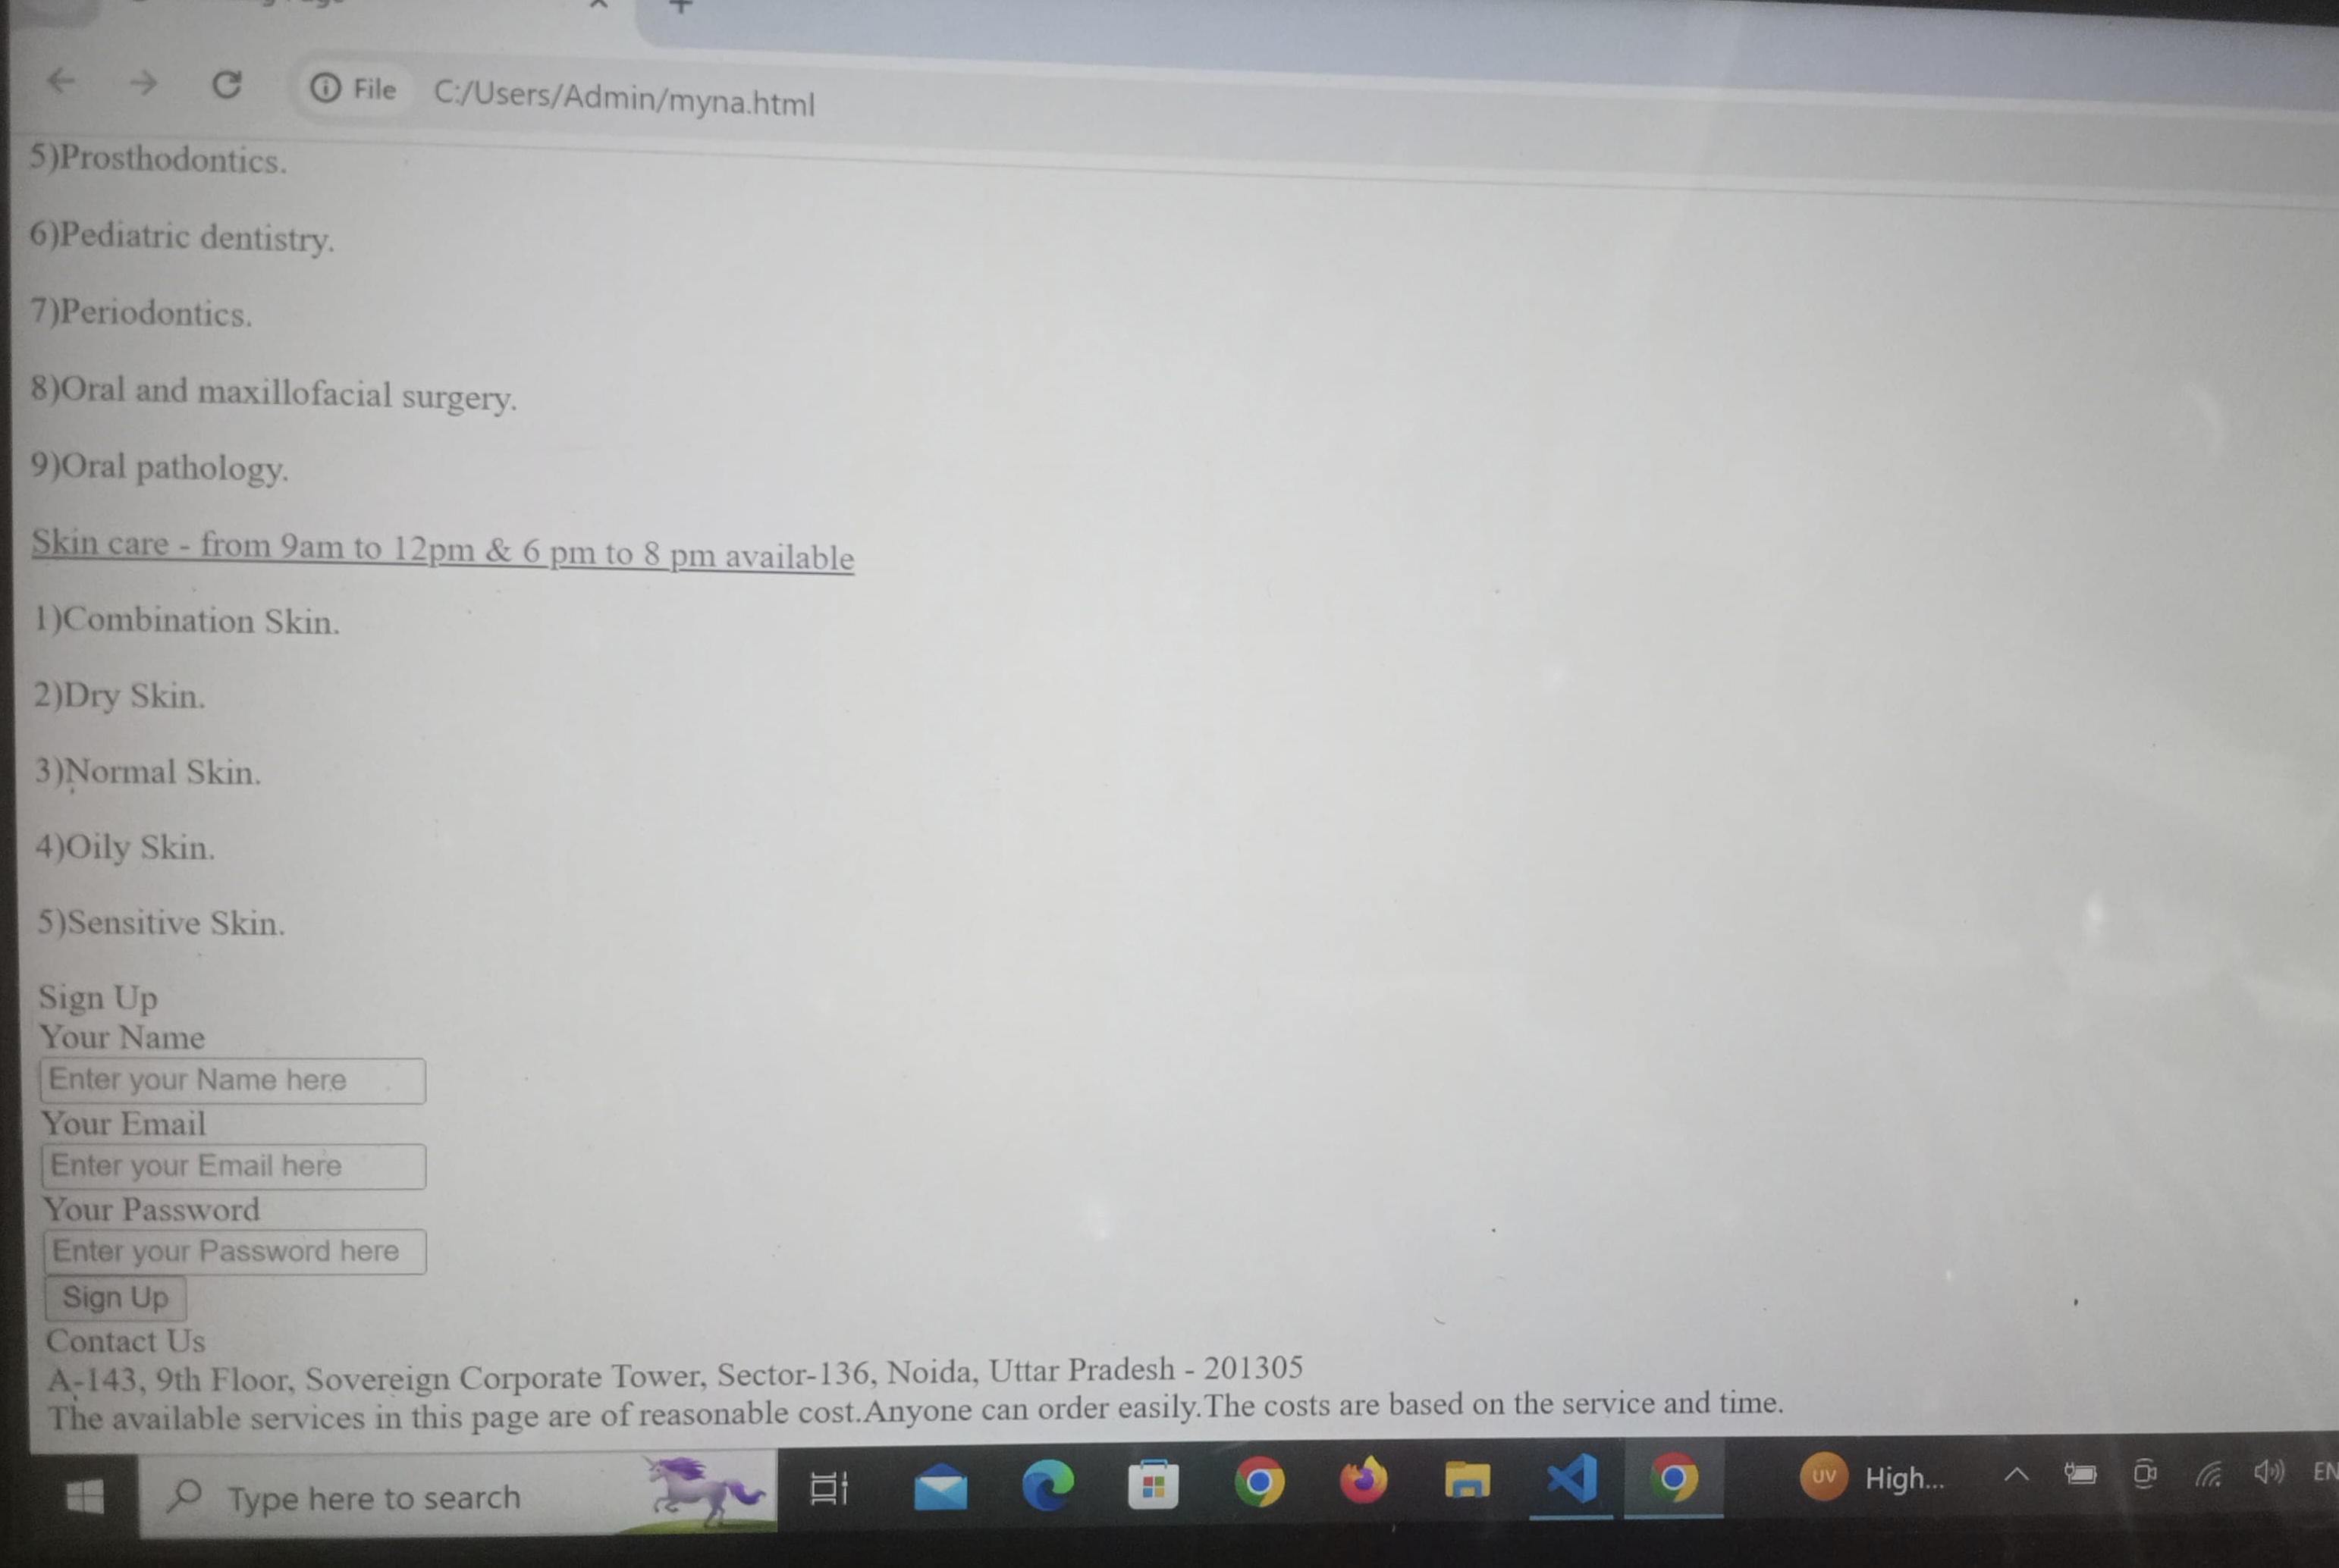 File C:/Users/Admin/myna.html
5)Prosthodontics.
6)Pediatric dentistry.
7)Periodontics.
8)Oral and maxillofacial surgery.
9)Oral pathology.
Skin care - from 9am to 12pm & 6 pm to 8 pm available
1)Combination Skin.
2)Dry Skin.
3)Normal Skin.
4)Oily Skin.
5)Sensitive Skin.
Sign Up
Your Name
Enter your Name here
Your Email
Enter your Email here
Your Password
Enter your Password here
Sign Up
Contact Us
A-143, 9th Floor, Sovereign Corporate Tower, Sector-136, Noida, Uttar Pradesh - 201305
The available services in this page are of reasonable cost.Anyone can order easily.The costs are based on the service and time.
Type here to search UV High... EN